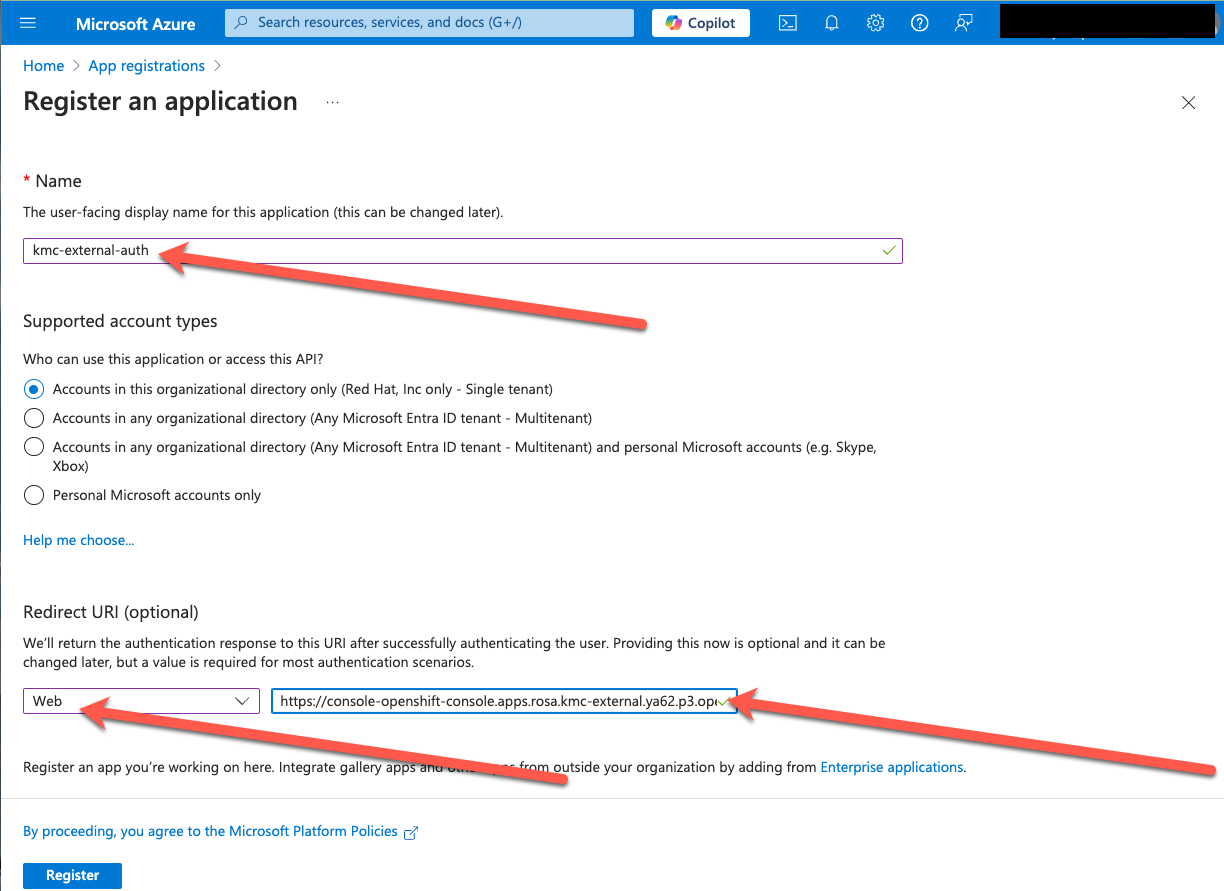 Microsoft Azure
Search resources, services, and docs (G+/)
Copilot
Home > App registrations >
Register an application ...
* Name
The user-facing display name for this application (this can be changed later).
kmc-external-auth
Supported account types
Who can use this application or access this API?
Accounts in this organizational directory only (Red Hat, Inc only - Single tenant)
Accounts in any organizational directory (Any Microsoft Entra ID tenant - Multitenant)
Accounts in any organizational directory (Any Microsoft Entra ID tenant - Multitenant) and personal Microsoft accounts (e.g. Skype,
Xbox)
Personal Microsoft accounts only
Help me choose...
Redirect URI (optional)
We'll return the authentication response to this URI after successfully authenticating the user. Providing this now is optional and it can be
changed later, but a value is required for most authentication scenarios.
Web
https://console-openshift-console.apps.rosa.kmc-external.ya62.p3.ope
Register an app you're working on here. Integrate gallery apps and from outside your organization by adding from Enterprise applications.
By proceeding, you agree to the Microsoft Platform Policies
Register